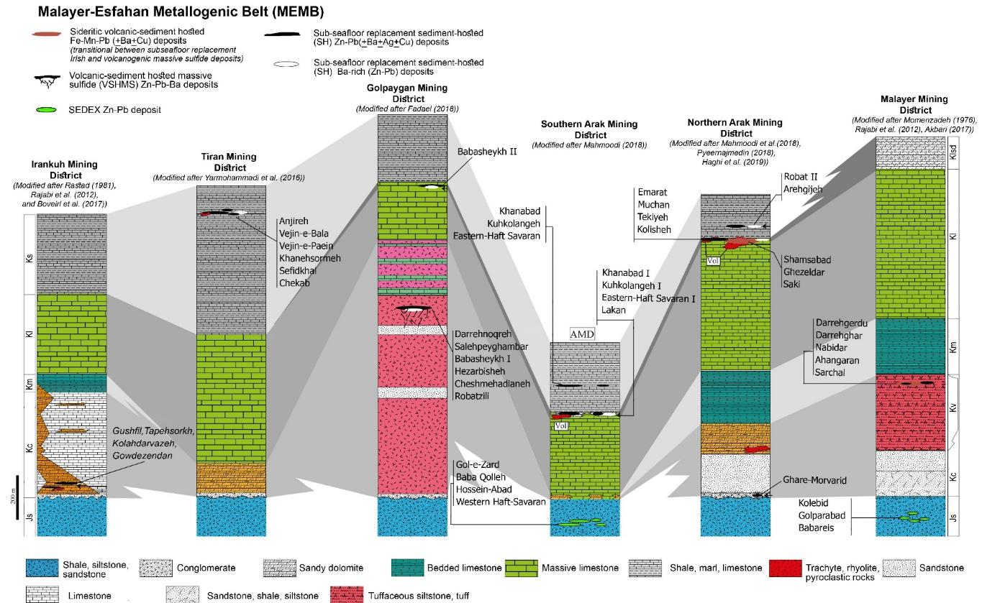 Malayer-Esfahan Metallogenic Belt (MEMB)
Sideritic volcanic-sediment hosted
Fe-Mn-Pb (+Ba+Cu) deposits
(transitional between subseafloor replacement
Irish and volcanogenic massive sulfide deposits)
Volcanic-sediment hosted massive
sulfide (VSHMS) Zn-Pb-Ba deposits
SEDEX Zn-Pb deposit
Sub-seafloor replacement sediment-hosted
(SH) Zn-Pb(+Ba+Ag+Cu) deposits
Sub-seafloor replacement sediment-hosted
(SH) Ba-rich (Zn-Pb) deposits
Irankuh Mining
District
(Modified after Rastad (1981),
Rajabi et al. (2012),
and Boveiri et al. (2017))
Tiran Mining
District
(Modified after Yarmohammadi et al. (2016))
Golpaygan Mining
District
(Modified after Fadaei (2018))
Southern Arak Mining
District
(Modified after Mahmoodi (2018))
Northern Arak Mining
District
(Modified after Mahmoodi et al.(2018),
Pyeernajmedin (2018),
Haghi et al. (2019))
Malayer Mining
District
(Modified after Momenzadeh (1976),
Rajabi et al. (2012), Akbari (2017))
Ks
Kl
Km
Kc
Js
200 m
Gushfil,Tapehsorkh,
Kolahdarvazeh,
Gowdezendan
Anjireh
Vejin-e-Bala
Vejin-e-Paein
Khanehsormeh
Sefidkhal
Chekab
Babasheykh II
Darrehnoqreh
Salehpeyghambar
Babasheykh I
Hezarbisheh
Cheshmehadianeh
Robatzili
Khanabad
Kuhkolangeh
Eastern-Haft Savaran
Gol-e-Zard
Baba Qolleh
Hossein-Abad
Western Haft-Savaran
Khanabad I
Kuhkolangeh I
Eastern-Haft Savaran I
Lakan
AMD
Vol
Emarat
Muchan
Tekiyeh
Kolisheh
Robat II
Arehgijeh
Vol
Shamsabad
Ghezeldar
Saki
Ghare-Morvarid
Darrehgerdu
Darrehghar
Nabidar
Ahangaran
Sarchal
Kolebid
Golparabad
Babareis
Klsd
Kl
Km
Kv
Kc
Js
Shale, siltstone,
sandstone
Conglomerate
Sandy dolomite
Bedded limestone
Massive limestone
Shale, marl, limestone
Trachyte, rhyolite,
pyroclastic rocks
Sandstone
Limestone
Sandstone, shale, siltstone
Tuffaceous siltstone, tuff